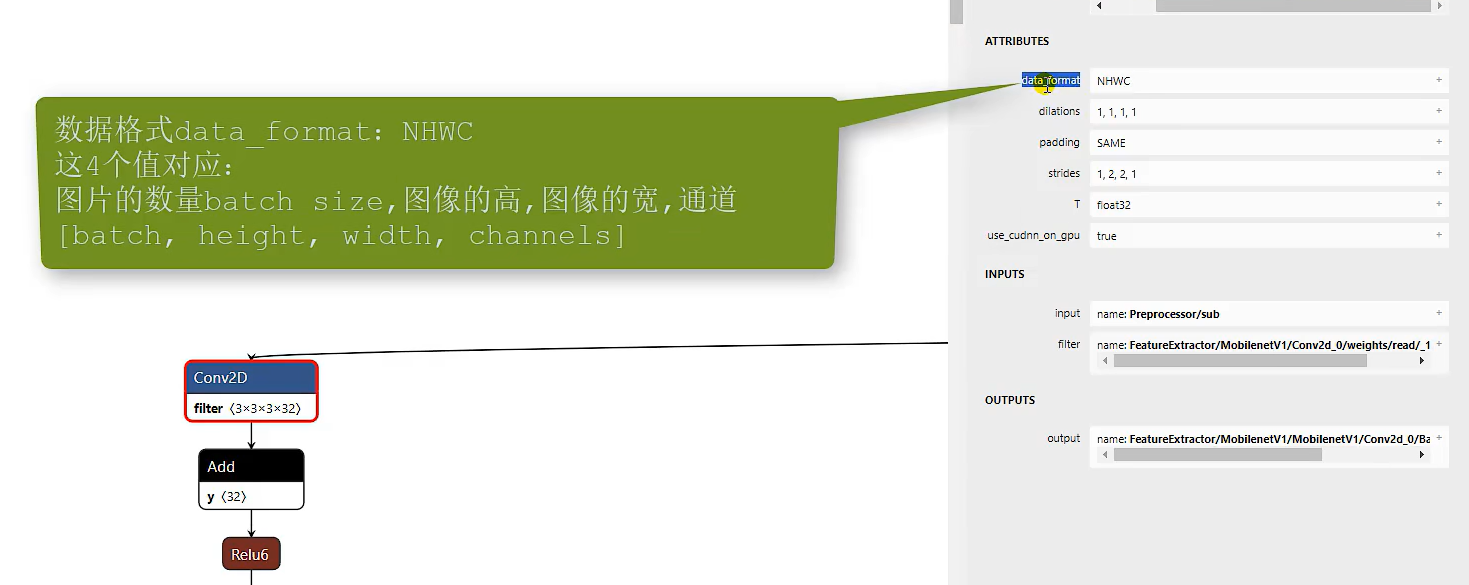 ATTRIBUTES
data_format NHWC +
dilations 1, 1, 1, 1 +
padding SAME +
strides 1, 2, 2, 1 +
T float32 +
use_cudnn_on_gpu true +
INPUTS
input name: Preprocessor/sub +
filter name: FeatureExtractor/MobilenetV1/Conv2d_0/weights/read/_1 +
OUTPUTS
output name: FeatureExtractor/MobilenetV1/MobilenetV1/Conv2d_0/Ba +
数据格式data_format: NHWC
这4个值对应:
图片的数量batch size,图像的高,图像的宽,通道
[batch, height, width, channels]
Conv2D
filter 〈3×3×3×32〉
Add
y 〈32〉
Relu6